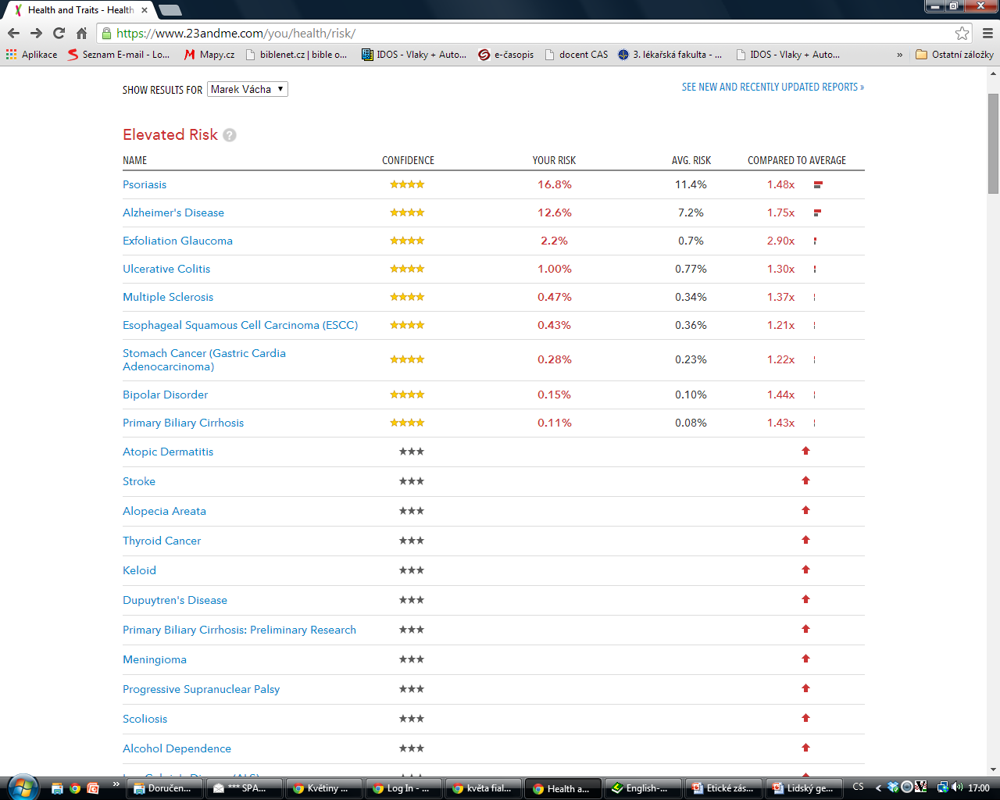 Health and Traits - Health
https://www.23andme.com/you/health/risk/
Aplikace Seznam E-mail - Lo... Mapy.cz biblenet.cz | bible o... IDOS - Vlaky + Auto... e-časopis docent CAS 3. lékařská fakulta - ... IDOS - Vlaky + Auto... » Ostatní záložky
SHOW RESULTS FOR Marek Vácha SEE NEW AND RECENTLY UPDATED REPORTS »
Elevated Risk ?
NAME CONFIDENCE YOUR RISK AVG. RISK COMPARED TO AVERAGE
Psoriasis ★★★★ 16.8% 11.4% 1.48x
Alzheimer's Disease ★★★★ 12.6% 7.2% 1.75x
Exfoliation Glaucoma ★★★★ 2.2% 0.7% 2.90x
Ulcerative Colitis ★★★★ 1.00% 0.77% 1.30x
Multiple Sclerosis ★★★★ 0.47% 0.34% 1.37x
Esophageal Squamous Cell Carcinoma (ESCC) ★★★★ 0.43% 0.36% 1.21x
Stomach Cancer (Gastric Cardia
Adenocarcinoma) ★★★★ 0.28% 0.23% 1.22x
Bipolar Disorder ★★★★ 0.15% 0.10% 1.44x
Primary Biliary Cirrhosis ★★★★ 0.11% 0.08% 1.43x
Atopic Dermatitis ★★★
Stroke ★★★
Alopecia Areata ★★★
Thyroid Cancer ★★★
Keloid ★★★
Dupuytren's Disease ★★★
Primary Biliary Cirrhosis: Preliminary Research ★★★
Meningioma ★★★
Progressive Supranuclear Palsy ★★★
Scoliosis ★★★
Alcohol Dependence ★★★
» Doručen... *** SPA... Květiny ... Log In - ... květa fial... Health a... English-... Etické zás... Lidský ge... CS 17:00